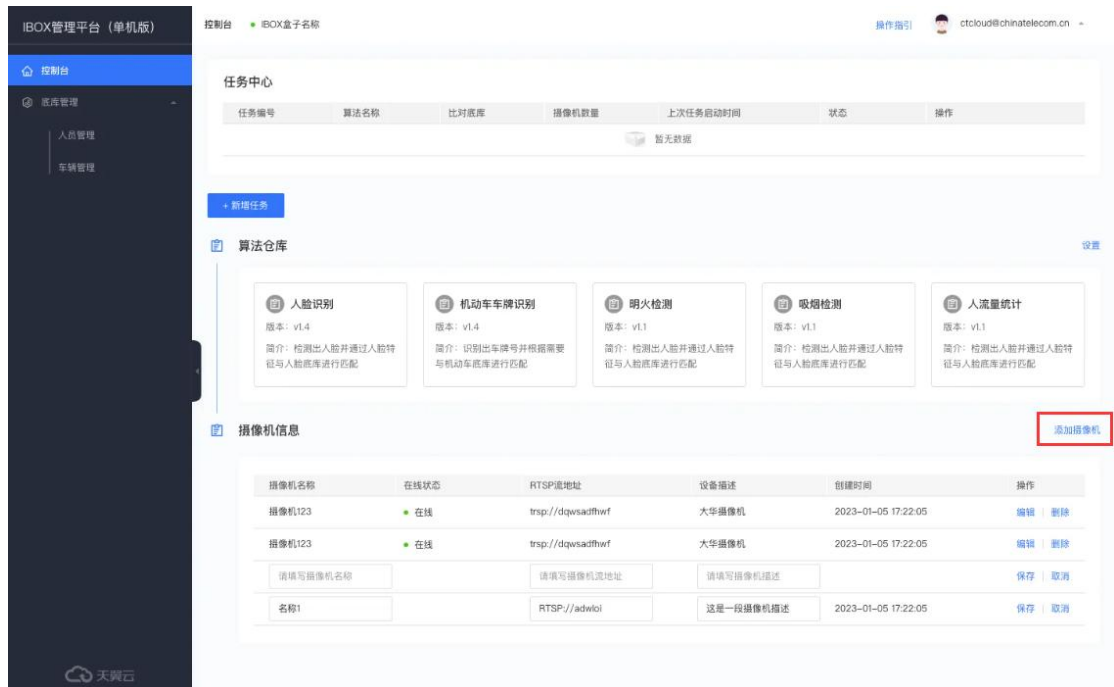 IBOX管理平台（单机版）
控制台 IBOX盒子名称
操作指引 ctcloud@chinatelecom.cn
控制台
底库管理
人员管理
车辆管理
任务中心
任务编号 算法名称 比对底库 摄像机数量 上次任务启动时间 状态 操作
暂无数据
+ 新增任务
算法仓库 设置
人脸识别
版本：v1.4
简介：检测出人脸并通过人脸特
征与人脸底库进行匹配
机动车车牌识别
版本：v1.4
简介：识别出车牌号并根据需要
与机动车底库进行匹配
明火检测
版本：v1.1
简介：检测出人脸并通过人脸特
征与人脸底库进行匹配
吸烟检测
版本：v1.1
简介：检测出人脸并通过人脸特
征与人脸底库进行匹配
人流量统计
版本：v1.1
简介：检测出人脸并通过人脸特
征与人脸底库进行匹配
摄像机信息 添加摄像机
摄像机名称 在线状态 RTSP流地址 设备描述 创建时间 操作
摄像机123 在线 trsp://dqwsadfhwf 大华摄像机 2023-01-05 17:22:05 编辑 删除
摄像机123 在线 trsp://dqwsadfhwf 大华摄像机 2023-01-05 17:22:05 编辑 删除
请填写摄像机名称 请填写摄像机流地址 请填写摄像机描述 保存 取消
名称1 RTSP://adwloi 这是一段摄像机描述 2023-01-05 17:22:05 保存 取消
天翼云